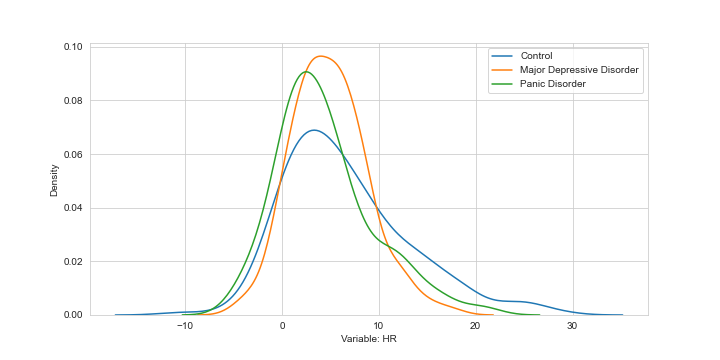 0.10
0.08
0.06
0.04
0.02
0.00
Density
−10
0
10
20
30
Variable: HR
Control
Major Depressive Disorder
Panic Disorder